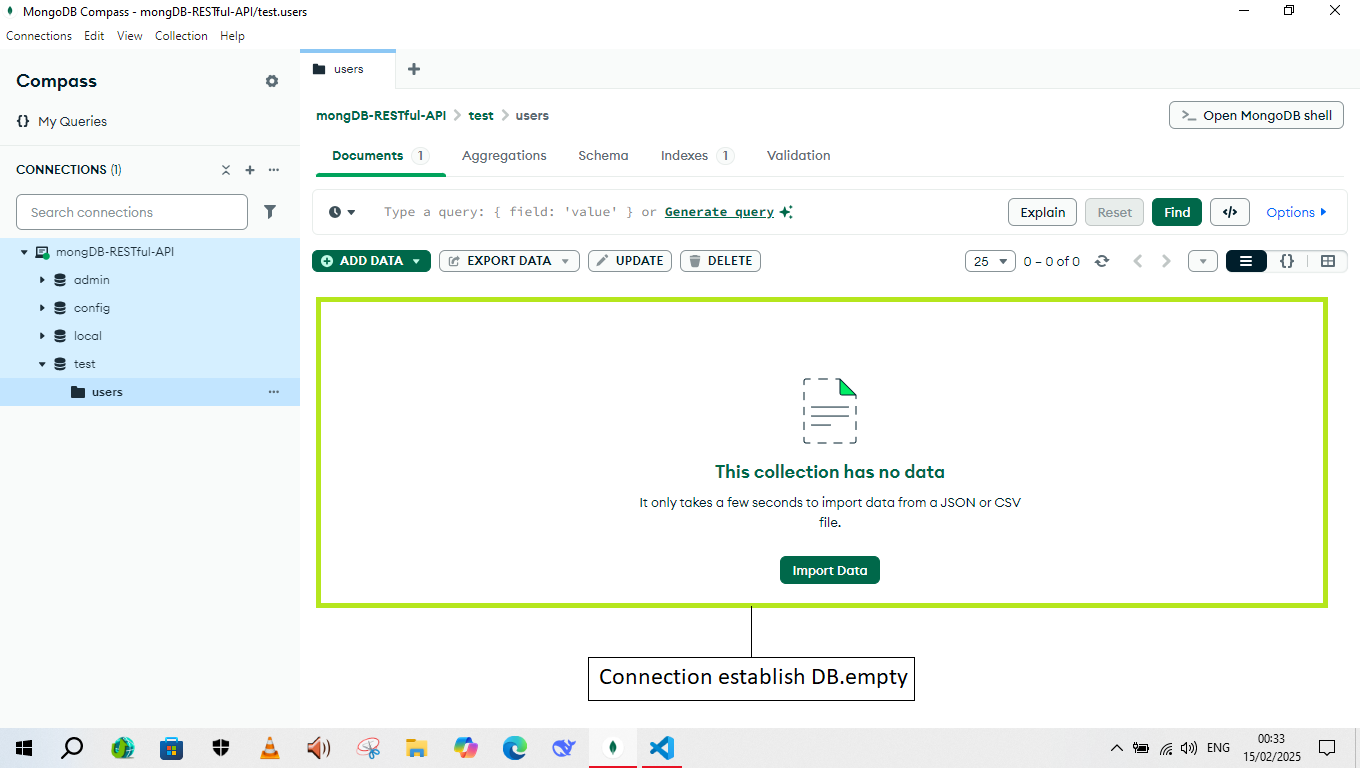 MongoDB Compass - mongDB-RESTful-API/test.users
Connections Edit View Collection Help
Compass
{} My Queries
CONNECTIONS (1)
Search connections
mongDB-RESTful-API
admin
config
local
test
users
users
mongDB-RESTful-API > test > users
>_ Open MongoDB shell
Documents 1 Aggregations Schema Indexes 1 Validation
Type a query: { field: 'value' } or Generate query
Explain Reset Find </> Options
ADD DATA EXPORT DATA UPDATE DELETE
25 0 – 0 of 0 {}
This collection has no data
It only takes a few seconds to import data from a JSON or CSV
file.
Import Data
Connection establish DB.empty
ENG
00:33
15/02/2025